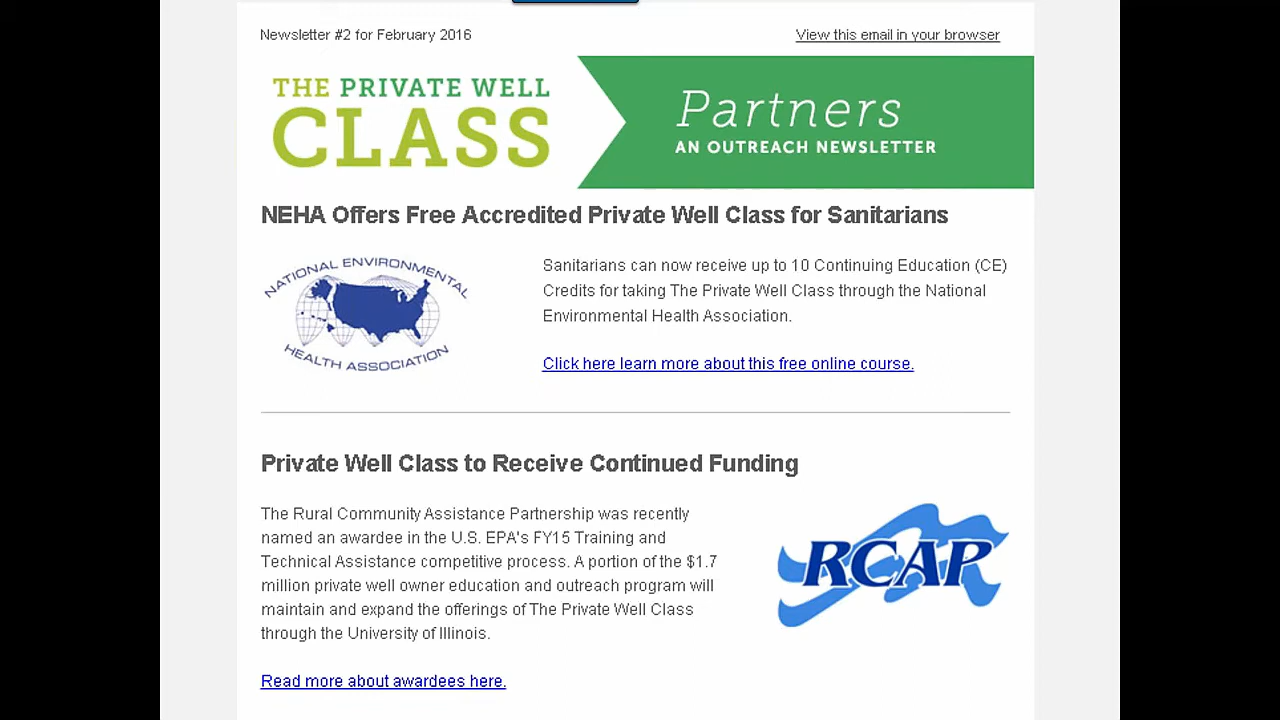 Newsletter #2 for February 2016
View this email in your browser
THE PRIVATE WELL
CLASS
Partners
AN OUTREACH NEWSLETTER
NEHA Offers Free Accredited Private Well Class for Sanitarians
NATIONAL ENVIRONMENTAL
HEALTH ASSOCIATION
Sanitarians can now receive up to 10 Continuing Education (CE)
Credits for taking The Private Well Class through the National
Environmental Health Association.
Click here learn more about this free online course.
Private Well Class to Receive Continued Funding
The Rural Community Assistance Partnership was recently
named an awardee in the U.S. EPA's FY15 Training and
Technical Assistance competitive process. A portion of the $1.7
million private well owner education and outreach program will
maintain and expand the offerings of The Private Well Class
through the University of Illinois.
RCAP
Read more about awardees here.